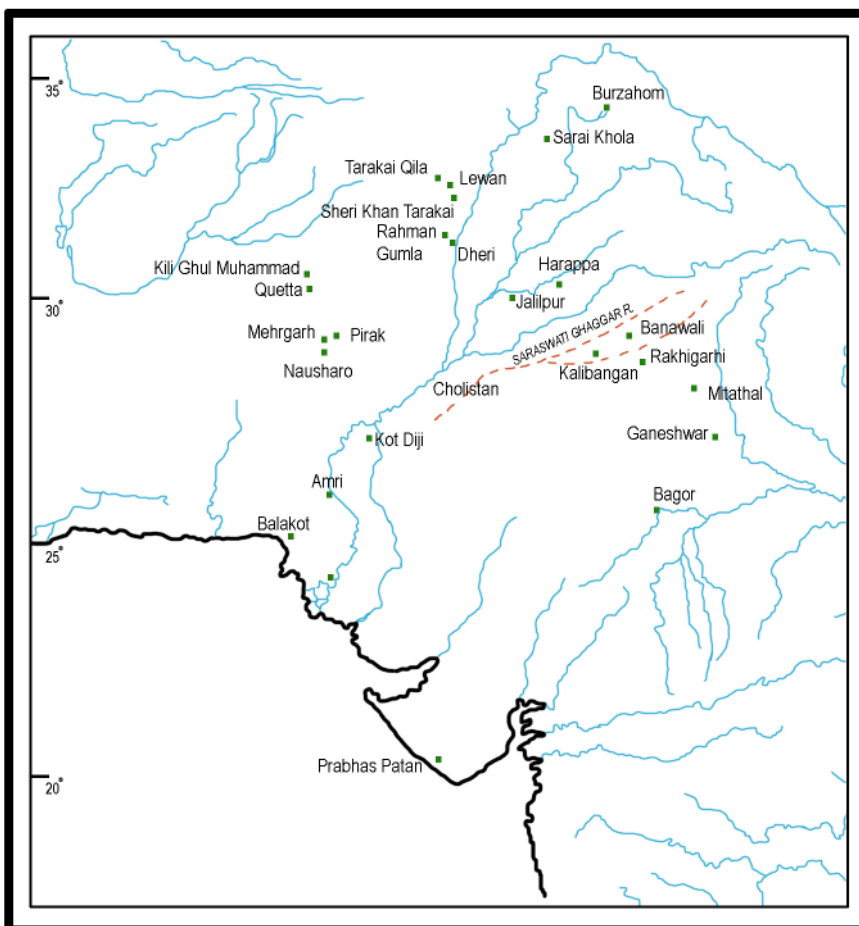 35°
Burzahom
Sarai Khola
Tarakai Qila
Lewan
Sheri Khan Tarakai
Rahman
Gumla
Dheri
Kili Ghul Muhammad
Harappa
Quetta
30°
Jalilpur
SARASWATI GHAGGAR R.
Mehrgarh
Pirak
Banawali
Nausharo
Rakhigarhi
Kalibangan
Cholistan
MItathal
Kot Diji
Ganeshwar
Amri
Bagor
Balakot
25°
Prabhas Patan
20°